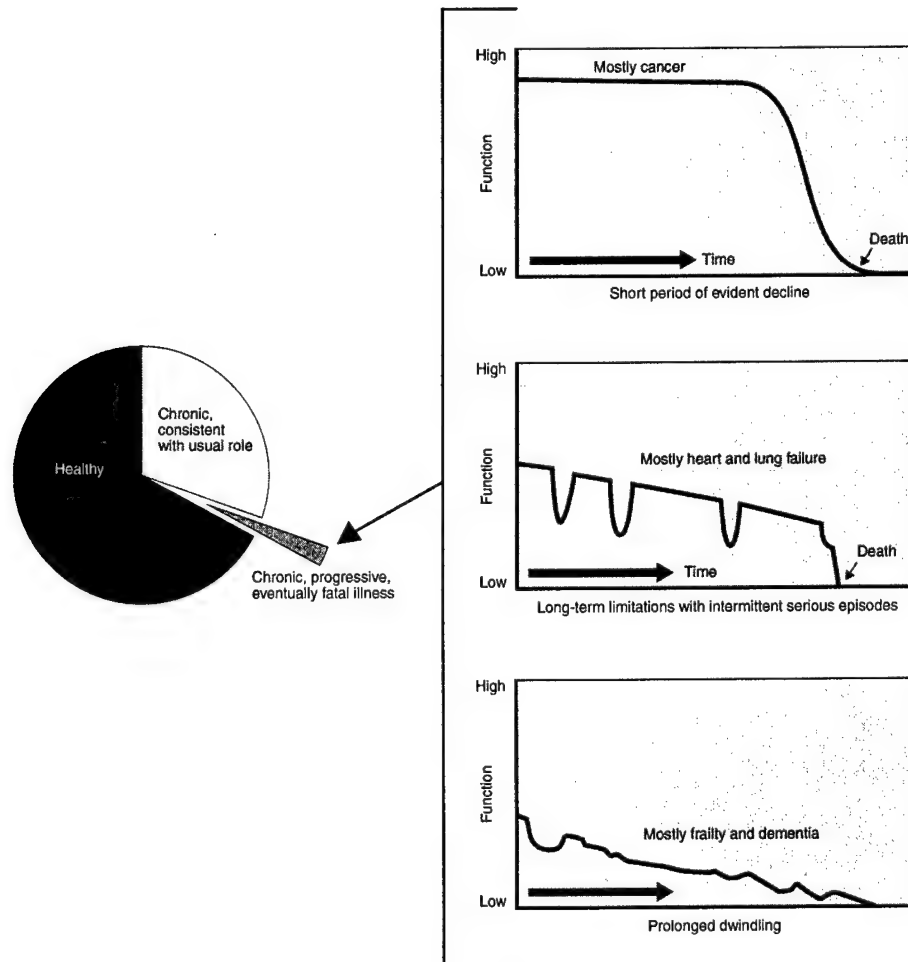 Healthy
Chronic,
consistent
with usual role
Chronic, progressive,
eventually fatal illness
High
Mostly cancer
Function
Death
Low
Time
Short period of evident decline
High
Mostly heart and lung failure
Function
Death
Low
Time
Long-term limitations with intermittent serious episodes
High
Function
Mostly frailty and dementia
Low
Prolonged dwindling